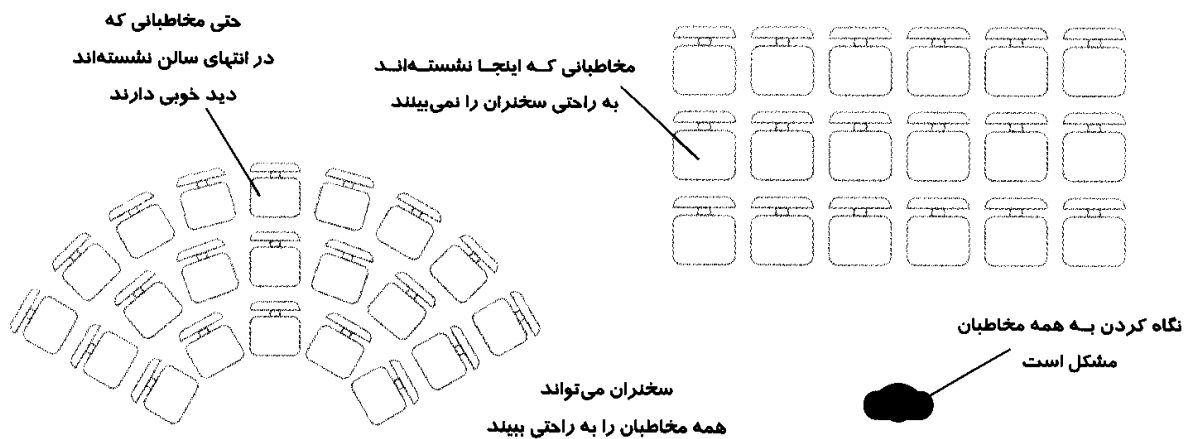 حتی مخاطبانی که
در انتهای سالن نشسته‌اند
دید خوبی دارند
مخاطبانی که اینجا نشسته‌اند
به راحتی سخنران را نمی‌بینند
نگاه کردن به همه مخاطبان
مشکل است
سخنران می‌تواند
همه مخاطبان را به راحتی ببیند